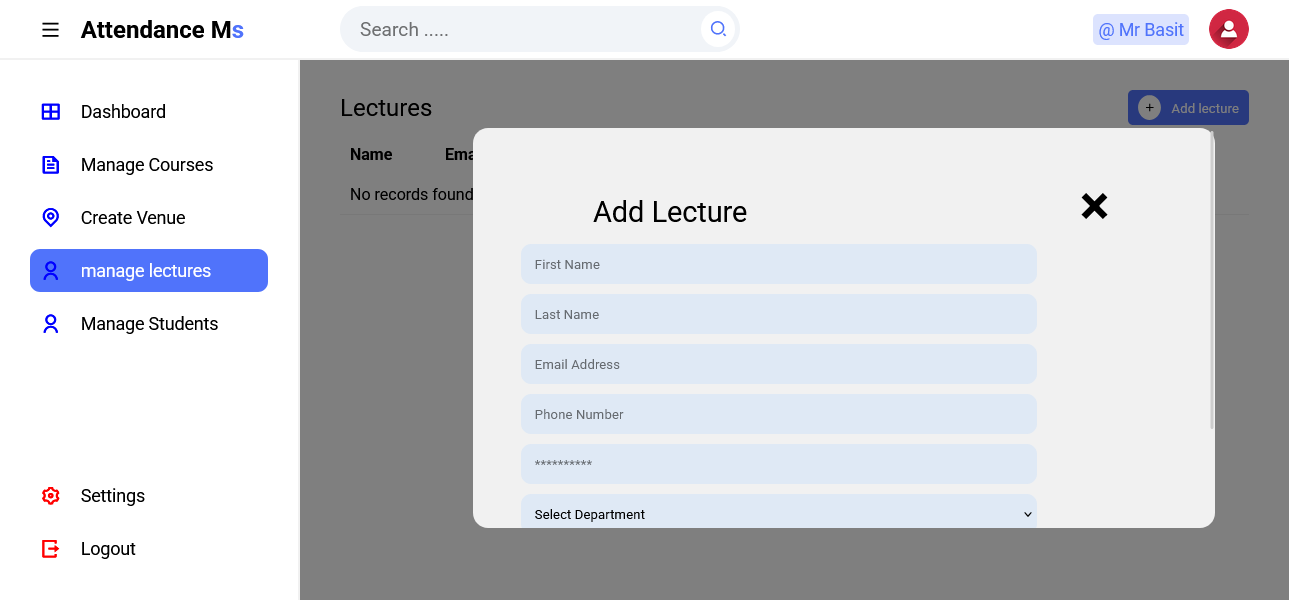 Attendance Ms
Search .....
@ Mr Basit
Dashboard
Manage Courses
Create Venue
manage lectures
Manage Students
Settings
Logout
Lectures
+ Add lecture
Name Ema
No records found
Add Lecture
First Name
Last Name
Email Address
Phone Number
**********
Select Department